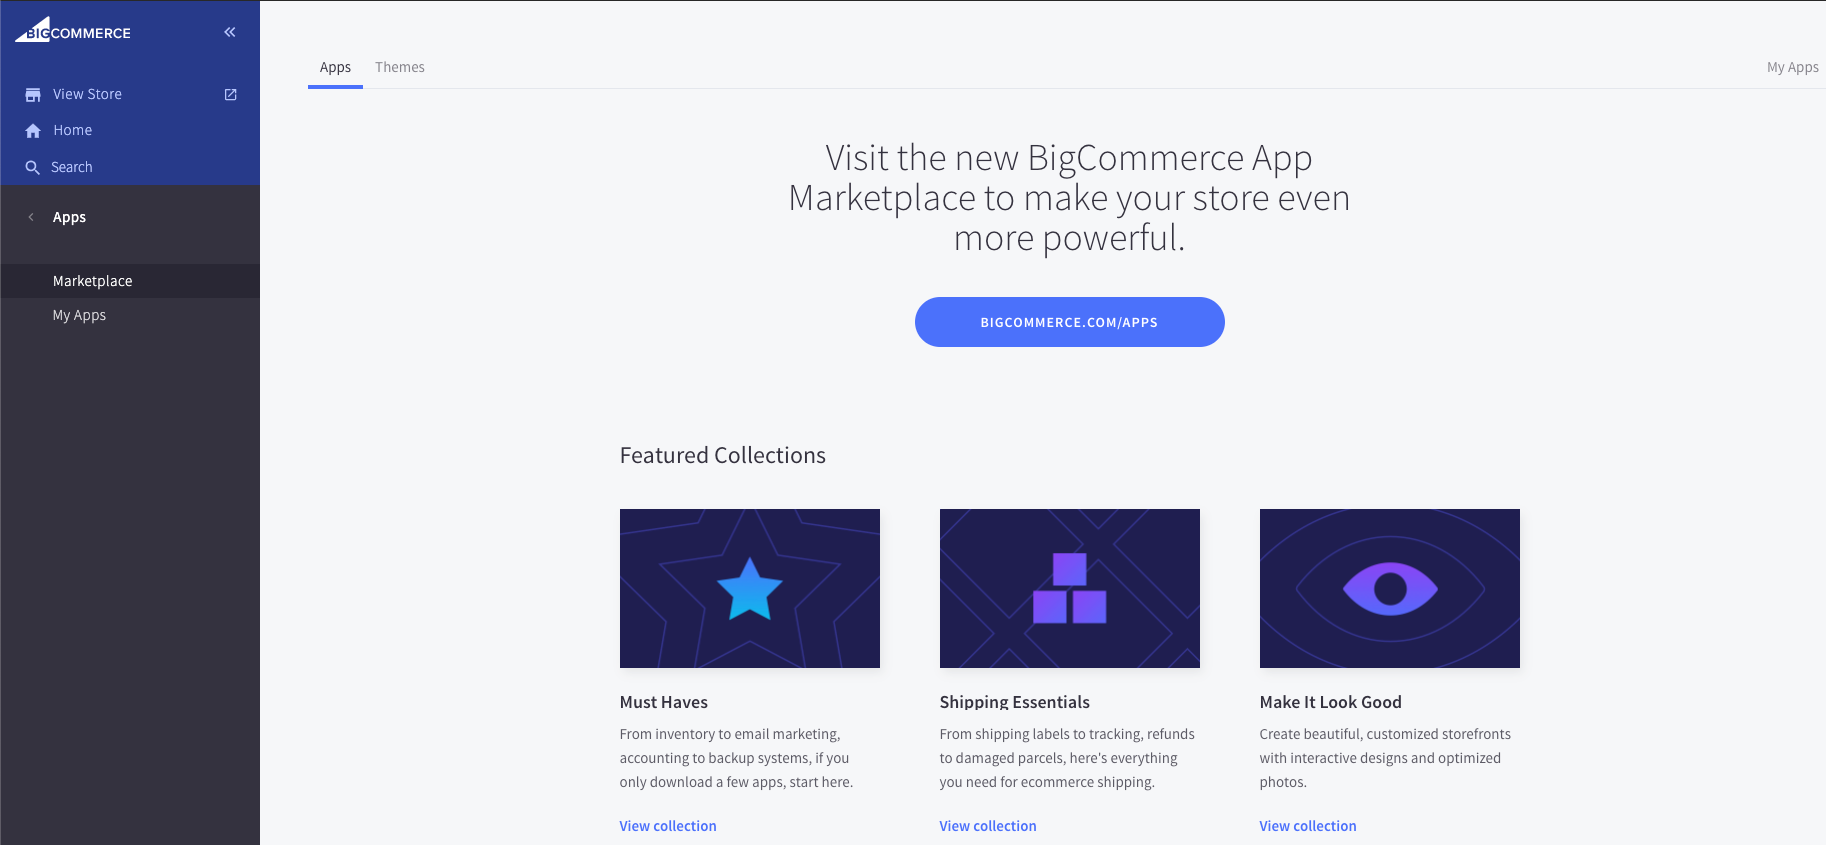 BIGCOMMERCE
View Store
Home
Search
Apps
Marketplace
My Apps
Apps
Themes
My Apps
Visit the new BigCommerce App
Marketplace to make your store even
more powerful.
BIGCOMMERCE.COM/APPS
Featured Collections
Must Haves
From inventory to email marketing,
accounting to backup systems, if you
only download a few apps, start here.
View collection
Shipping Essentials
From shipping labels to tracking, refunds
to damaged parcels, here's everything
you need for ecommerce shipping.
View collection
Make It Look Good
Create beautiful, customized storefronts
with interactive designs and optimized
photos.
View collection